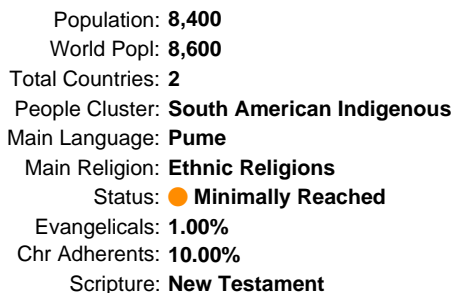 Population: 8,400
World Popl: 8,600
Total Countries: 2
People Cluster: South American Indigenous
Main Language: Pume
Main Religion: Ethnic Religions
Status: Minimally Reached
Evangelicals: 1.00%
Chr Adherents: 10.00%
Scripture: New Testament